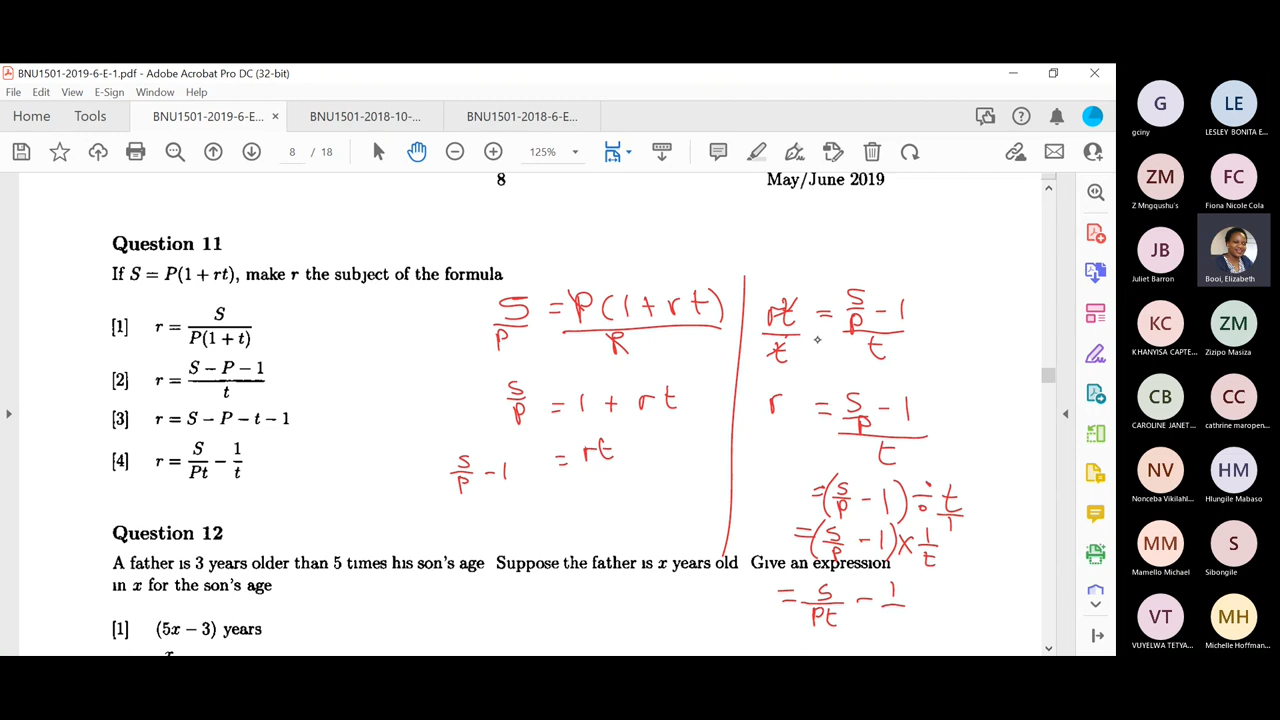 BNU1501-2019-6-E-1.pdf - Adobe Acrobat Pro DC (32-bit)
File Edit View E-Sign Window Help
Home Tools BNU1501-2019-6-E... × BNU1501-2018-10-... BNU1501-2018-6-E...
8 / 18 125%
8 May/June 2019
Question 11
If S = P(1 + rt), make r the subject of the formula
[1] r = S/P(1 + t)
[2] r = S − P − 1/t
[3] r = S − P − t − 1
[4] r = S/Pt − 1/t
S/P = P(1 + rt)/P
S/P = 1 + rt
S/P − 1 = rt
rt/t = S/P − 1/t
r = S/P − 1/t
= (S/P − 1) ÷ t/1
= (S/P − 1) × 1/t
= S/Pt − 1
Question 12
A father is 3 years older than 5 times his son's age Suppose the father is x years old Give an expression
in x for the son's age
[1] (5x − 3) years
x
G
gciny
LE
LESLEY BONITA E...
ZM
Z Mngqushu's
FC
Fiona Nicole Cola
JB
Juliet Barron
Booi, Elizabeth
KC
KHANYISA CAPTE...
ZM
Zizipo Masiza
CB
CAROLINE JANET...
CC
cathrine maropen...
NV
Nonceba Vikilahl...
HM
Hlungile Mabaso
MM
Mamello Michael
S
Sibongile
VT
VUYELWA TETYA...
MH
Michelle Hoffman...